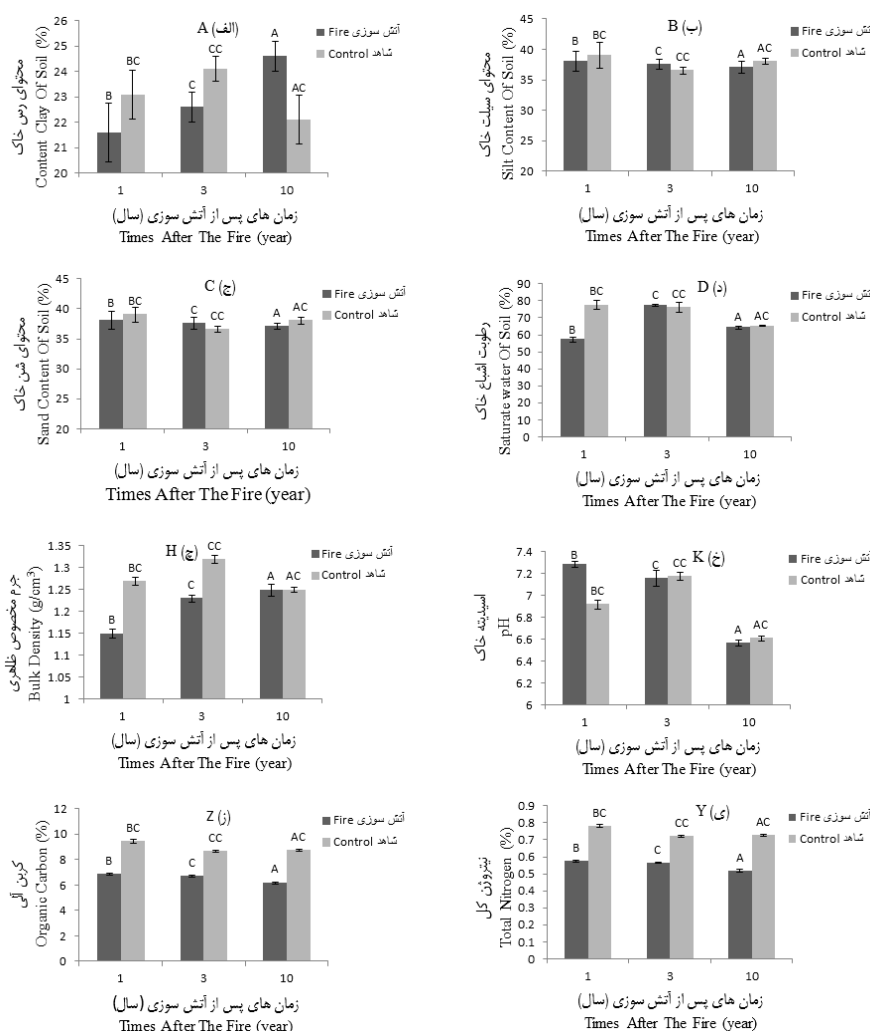 A (الف)
Fire آتش سوزی
Control شاهد
محتوای رس خاک
Content Clay Of Soil (%)
26
25
24
23
22
21
20
B
BC
C
CC
A
AC
1
3
10
زمان های پس از آتش سوزی (سال)
Times After The Fire (year)
B (ب)
Fire آتش سوزی
Control شاهد
محتوای سیلت خاک
Silt Content Of Soil (%)
45
40
35
30
25
20
B
BC
C
CC
A
AC
1
3
10
زمان های پس از آتش سوزی (سال)
Times After The Fire (year)
C (ج)
Fire آتش سوزی
Control شاهد
محتوای شن خاک
Sand Content Of Soil (%)
45
40
35
30
25
20
B
BC
C
CC
A
AC
1
3
10
زمان های پس از آتش سوزی (سال)
Times After The Fire (year)
D (د)
Fire آتش سوزی
Control شاهد
رطوبت اشباع خاک
Saturate water Of Soil (%)
90
80
70
60
50
40
30
20
10
0
B
BC
C
CC
A
AC
1
3
10
زمان های پس از آتش سوزی (سال)
Times After The Fire (year)
H (چ)
Fire آتش سوزی
Control شاهد
جرم مخصوص ظاهری
Bulk Density (g/cm³)
1.35
1.3
1.25
1.2
1.15
1.1
1.05
1
B
BC
C
CC
A
AC
1
3
10
زمان های پس از آتش سوزی (سال)
Times After The Fire (year)
K (خ)
Fire آتش سوزی
Control شاهد
اسیدیته خاک
pH
7.4
7.2
7
6.8
6.6
6.4
6.2
6
B
BC
C
CC
A
AC
1
3
10
زمان های پس از آتش سوزی (سال)
Times After The Fire (year)
Z (ز)
Fire آتش سوزی
Control شاهد
کربن آلی
Organic Carbon (%)
12
10
8
6
4
2
0
B
BC
C
CC
A
AC
1
3
10
زمان های پس از آتش سوزی (سال)
Times After The Fire (year)
Y (ی)
Fire آتش سوزی
Control شاهد
نیتروژن کل
Total Nitrogen (%)
0.9
0.8
0.7
0.6
0.5
0.4
0.3
0.2
0.1
0
B
BC
C
CC
A
AC
1
3
10
زمان های پس از آتش سوزی (سال)
Times After The Fire (year)